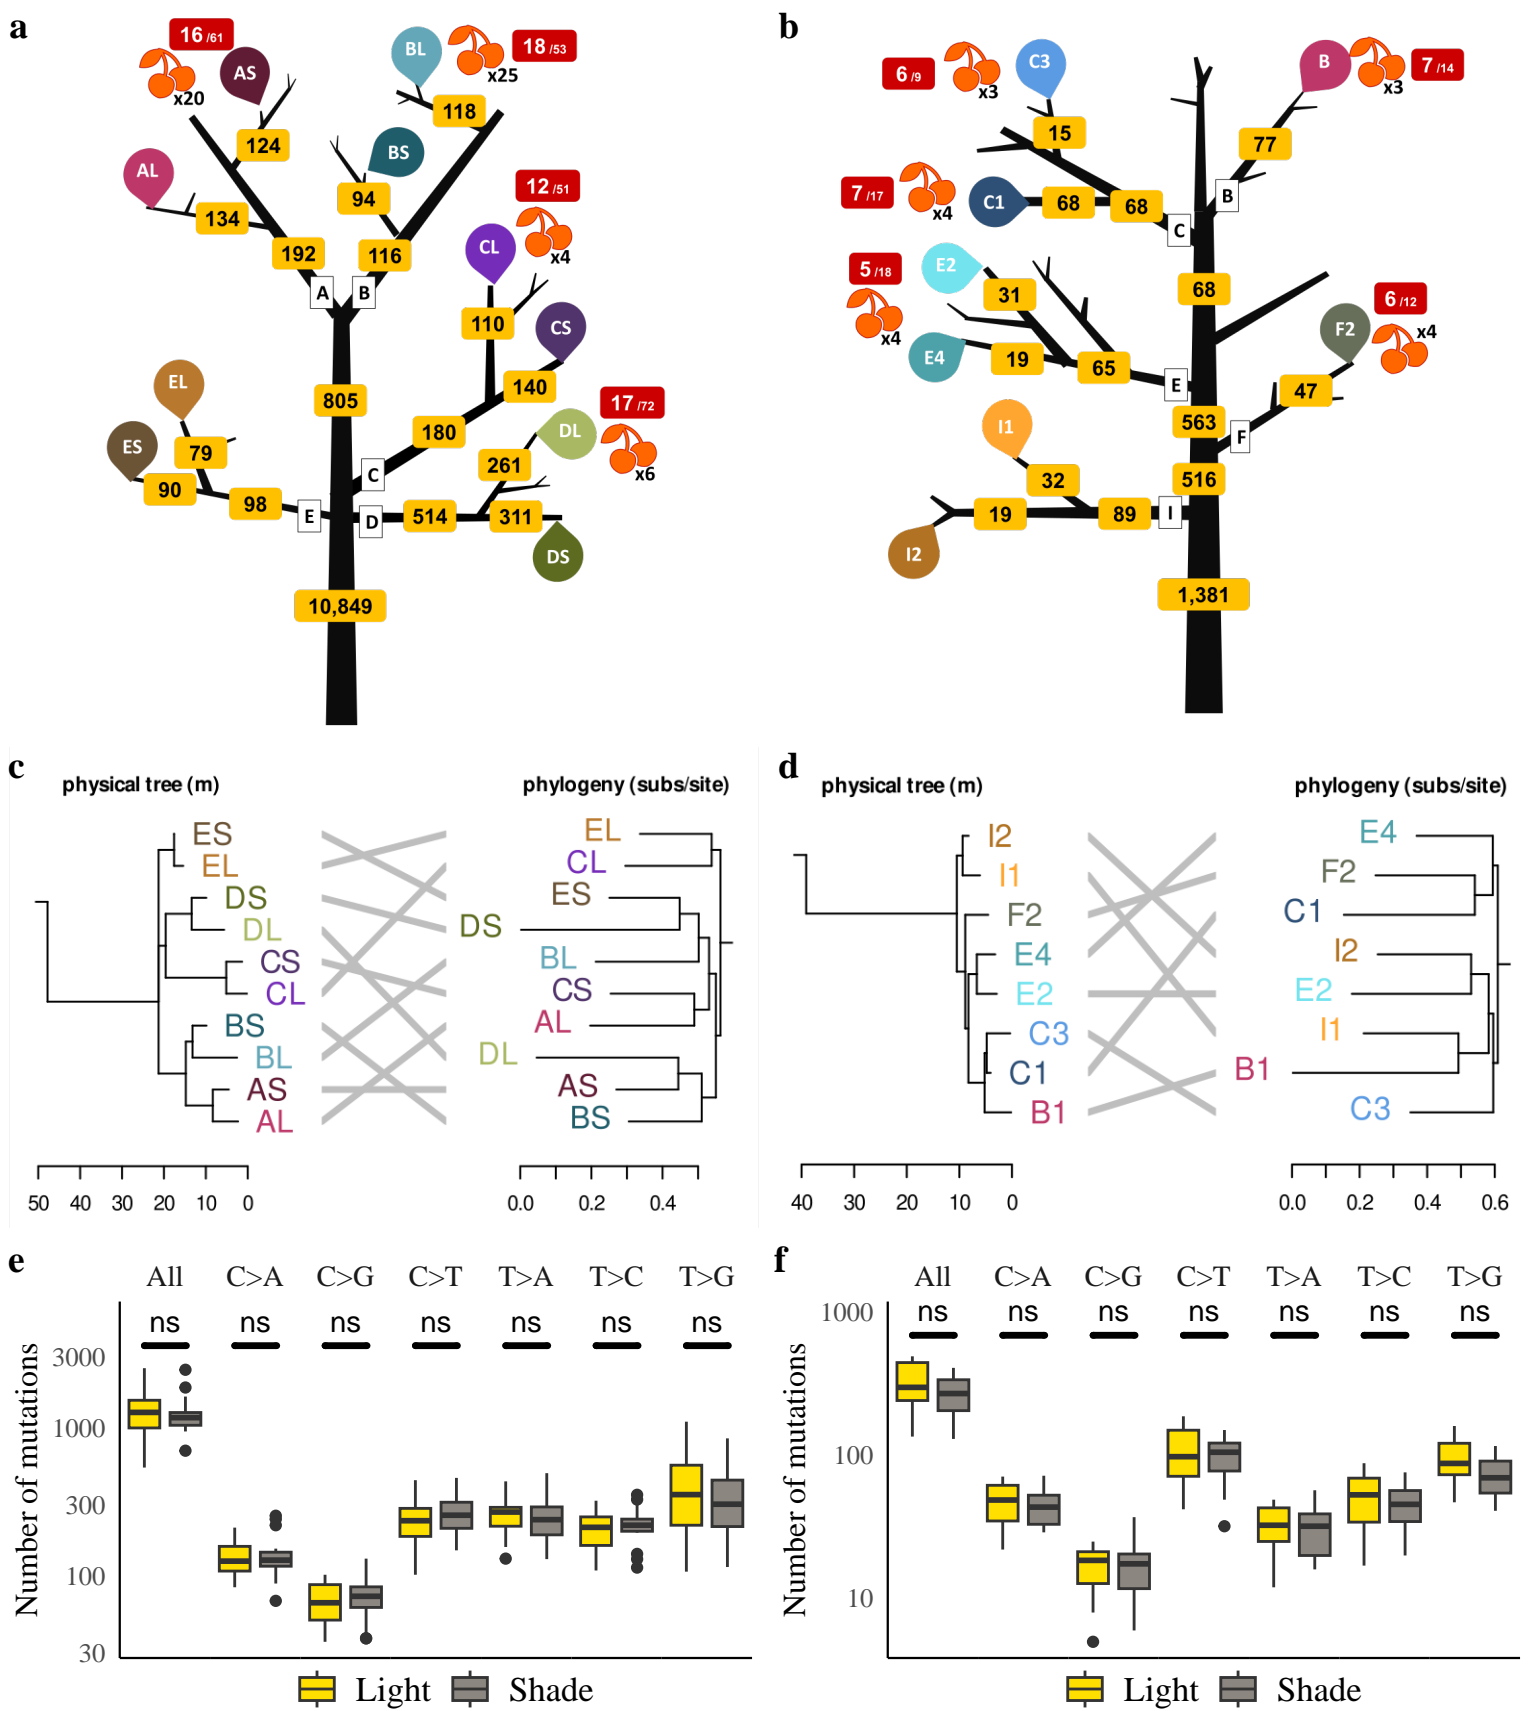 a
16 /61
x20
AS
BL
x25
18 /53
118
124
BS
AL
94
134
12 /51
x4
CL
192
116
A
B
110
CS
EL
805
140
17 /72
x6
DL
ES
79
180
261
90
98
C
E
D
514
311
DS
10,849
b
6 /9
x3
C3
B
x3
7 /14
15
77
7 /17
x4
C1
68
68
B
C
E2
5 /18
x4
31
68
6 /12
x4
F2
E4
19
65
E
47
I1
563
F
32
516
19
89
I
I2
1,381
c
physical tree (m)
phylogeny (subs/site)
ES
EL
DS
DL
CS
CL
BS
BL
AS
AL
EL
CL
ES
DS
BL
CS
AL
DL
AS
BS
50 40 30 20 10 0
0.0 0.2 0.4
d
physical tree (m)
phylogeny (subs/site)
I2
I1
F2
E4
E2
C3
C1
B1
E4
F2
C1
I2
E2
I1
B1
C3
40 30 20 10 0
0.0 0.2 0.4 0.6
e
All C>A C>G C>T T>A T>C T>G
ns ns ns ns ns ns ns
Number of mutations
3000
1000
300
100
30
Light Shade
f
All C>A C>G C>T T>A T>C T>G
ns ns ns ns ns ns ns
Number of mutations
1000
100
10
Light Shade